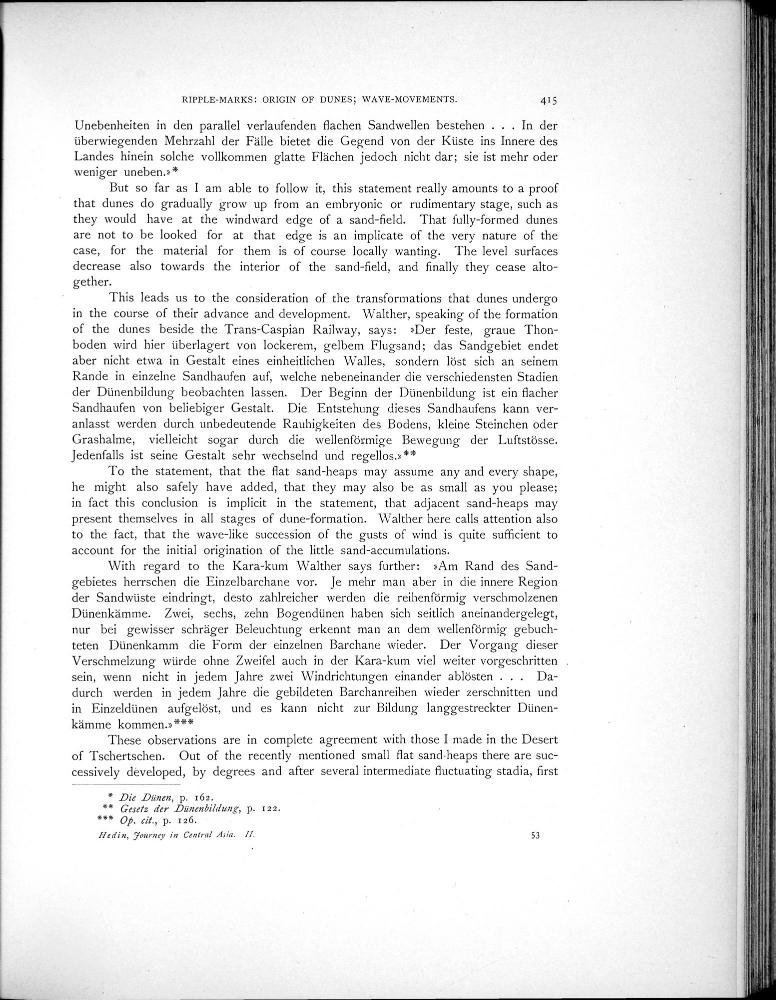 RIPPLE-MARKS: ORIGIN OF DUNES; WAVE-MOVEMENTS. 415
Unebenheiten in den parallel verlaufenden flachen Sandwellen bestehen . . . In der
überwiegenden Mehrzahl der Fälle bietet die Gegend von der Küste ins Innere des
Landes hinein solche vollkommen glatte Flächen jedoch nicht dar; sie ist mehr oder
weniger uneben.»*
But so far as I am able to follow it, this statement really amounts to a proof
that dunes do gradually grow up from an embryonic or rudimentary stage, such as
they would have at the windward edge of a sand-field. That fully-formed dunes
are not to be looked for at that edge is an implicate of the very nature of the
case, for the material for them is of course locally wanting. The level surfaces
decrease also towards the interior of the sand-field, and finally they cease alto-
gether.
This leads us to the consideration of the transformations that dunes undergo
in the course of their advance and development. Walther, speaking of the formation
of the dunes beside the Trans-Caspian Railway, says: »Der feste, graue Thon-
boden wird hier überlagert von lockerem, gelbem Flugsand; das Sandgebiet endet
aber nicht etwa in Gestalt eines einheitlichen Walles, sondern löst sich an seinem
Rande in einzelne Sandhaufen auf, welche nebeneinander die verschiedensten Stadien
der Dünenbildung beobachten lassen. Der Beginn der Dünenbildung ist ein flacher
Sandhaufen von beliebiger Gestalt. Die Entstehung dieses Sandhaufens kann ver-
anlasst werden durch unbedeutende Rauhigkeiten des Bodens, kleine Steinchen oder
Grashalme, vielleicht sogar durch die wellenförmige Bewegung der Luftstösse.
Jedenfalls ist seine Gestalt sehr wechselnd und regellos.»**
To the statement, that the flat sand-heaps may assume any and every shape,
he might also safely have added, that they may also be as small as you please;
in fact this conclusion is implicit in the statement, that adjacent sand-heaps may
present themselves in all stages of dune-formation. Walther here calls attention also
to the fact, that the wave-like succession of the gusts of wind is quite sufficient to
account for the initial origination of the little sand-accumulations.
With regard to the Kara-kum Walther says further: »Am Rand des Sand-
gebietes herrschen die Einzelbarchane vor. Je mehr man aber in die innere Region
der Sandwüste eindringt, desto zahlreicher werden die reihenförmig verschmolzenen
Dünenkämme. Zwei, sechs, zehn Bogendünen haben sich seitlich aneinandergelegt,
nur bei gewisser schräger Beleuchtung erkennt man an dem wellenförmig gebuch-
teten Dünenkamm die Form der einzelnen Barchane wieder. Der Vorgang dieser
Verschmelzung würde ohne Zweifel auch in der Kara-kum viel weiter vorgeschritten
sein, wenn nicht in jedem Jahre zwei Windrichtungen einander ablösten . . . Da-
durch werden in jedem Jahre die gebildeten Barchanreihen wieder zerschnitten und
in Einzeldünen aufgelöst, und es kann nicht zur Bildung langgestreckter Dünen-
kämme kommen.»***
These observations are in complete agreement with those I made in the Desert
of Tschertschen. Out of the recently mentioned small flat sand-heaps there are suc-
cessively developed, by degrees and after several intermediate fluctuating stadia, first
* Die Dünen, p. 162.
** Gesetz der Dünenbildung, p. 122.
*** Op. cit., p. 126.
Hedin, Journey in Central Asia. II. 53